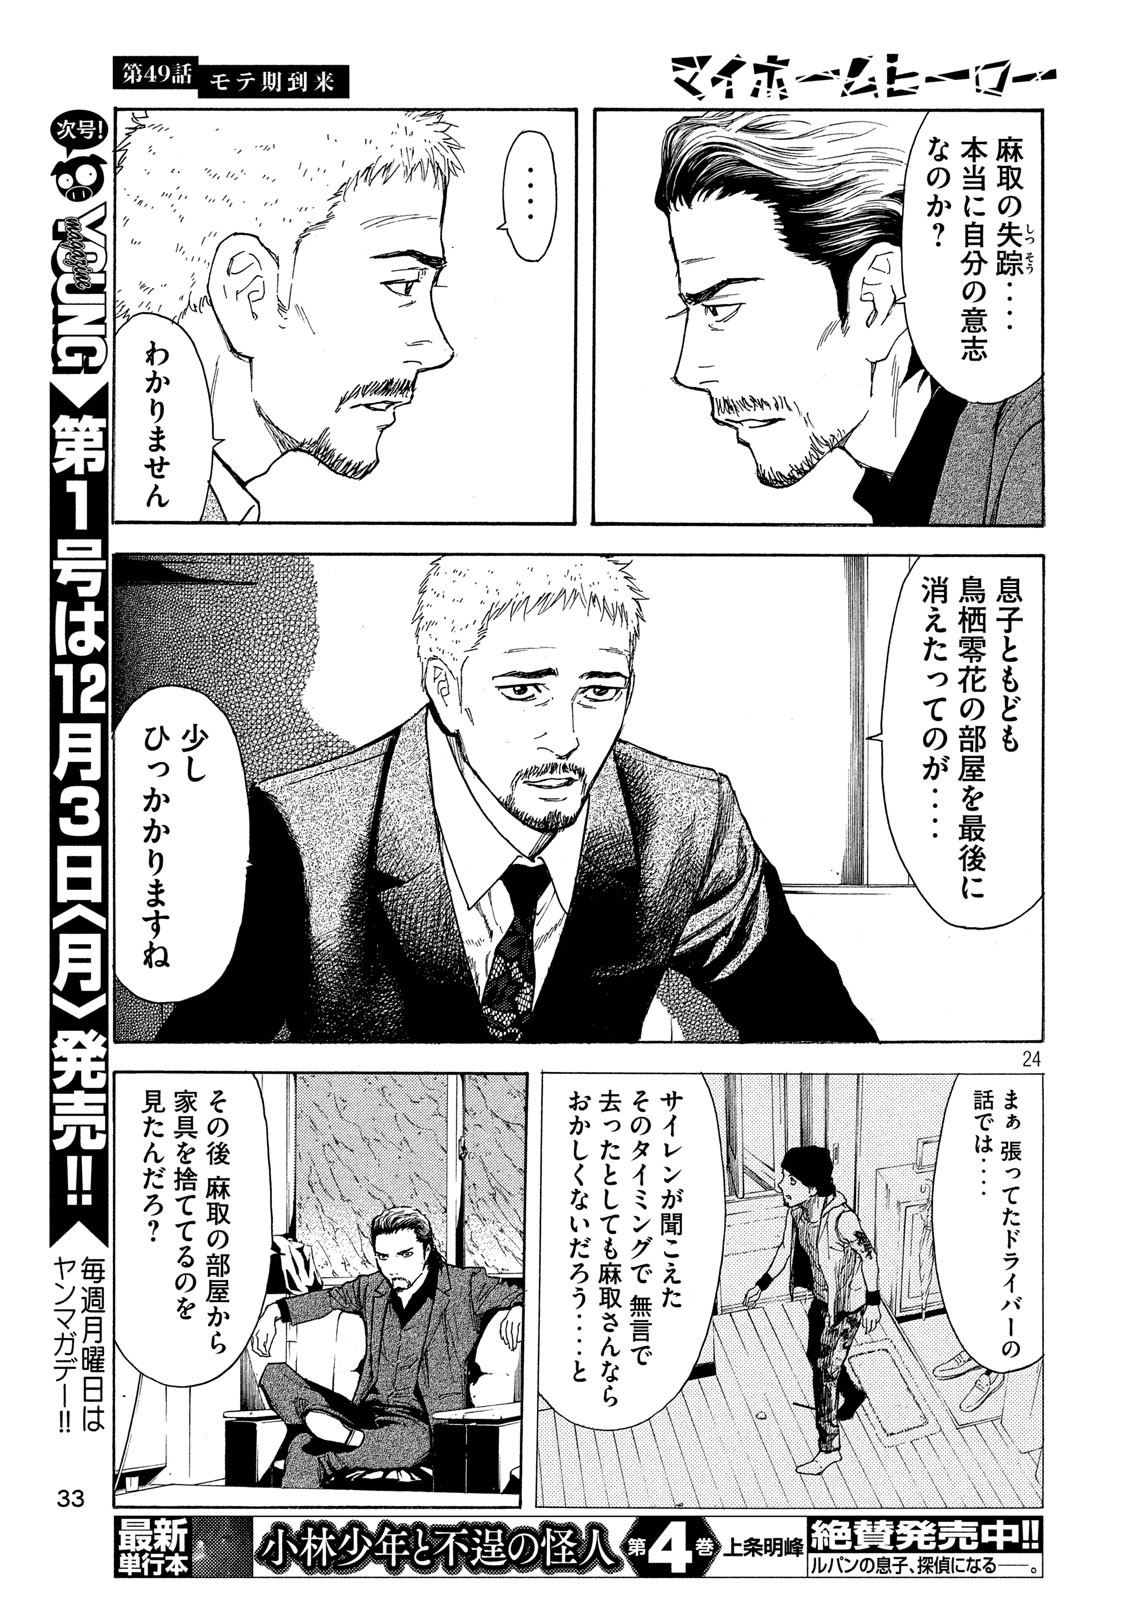 第49話
モテ期到来
マイホームヒーロー
麻取の失踪‥‥
しっ
そう
本当に自分の意志
なのか?
‥‥
わかりません
息子ともども
鳥栖零花の部屋を最後に
消えたってのが‥‥
少し
ひっかかりますね
24
まぁ 張ってたドライバーの
話では‥‥
サイレンが聞こえた
そのタイミングで 無言で
去ったとしても麻取さんなら
おかしくないだろう‥‥と
その後 麻取の部屋から
家具を捨ててるのを
見たんだろ?
次号!
YOUNG
magazine
第1号は12月3日〈月〉発売!!
毎週月曜日は
ヤンマガデー!!
33
最新
単行本
小林少年と不逞の怪人
第4巻
上条明峰
絶賛発売中!!
ルパンの息子、探偵になる――。